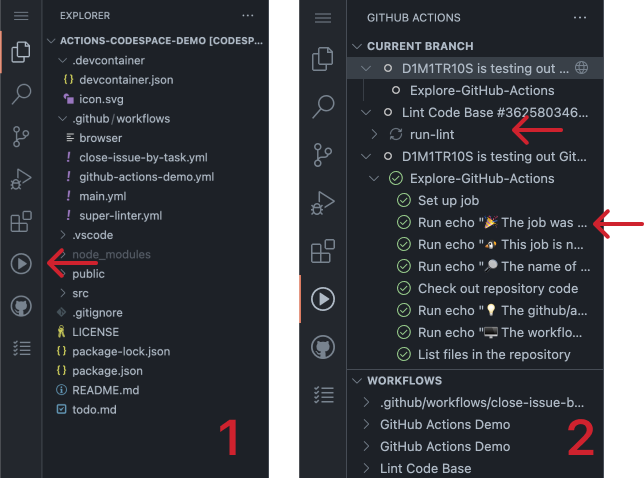 EXPLORER
ACTIONS-CODESPACE-DEMO [CODESP...
.devcontainer
devcontainer.json
icon.svg
.github/workflows
browser
close-issue-by-task.yml
github-actions-demo.yml
main.yml
super-linter.yml
.vscode
node_modules
public
src
.gitignore
LICENSE
package-lock.json
package.json
README.md
todo.md
1
GITHUB ACTIONS
CURRENT BRANCH
D1M1TR10S is testing out ...
Explore-GitHub-Actions
Lint Code Base #362580346...
run-lint
D1M1TR10S is testing out Git...
Explore-GitHub-Actions
Set up job
Run echo "🎉 The job was ...
Run echo "🐧 This job is n...
Run echo "🔎 The name of ...
Check out repository code
Run echo "💡 The github/a...
Run echo "🖥️ The workflo...
List files in the repository
WORKFLOWS
.github/workflows/close-issue-b...
GitHub Actions Demo
GitHub Actions Demo
Lint Code Base
2